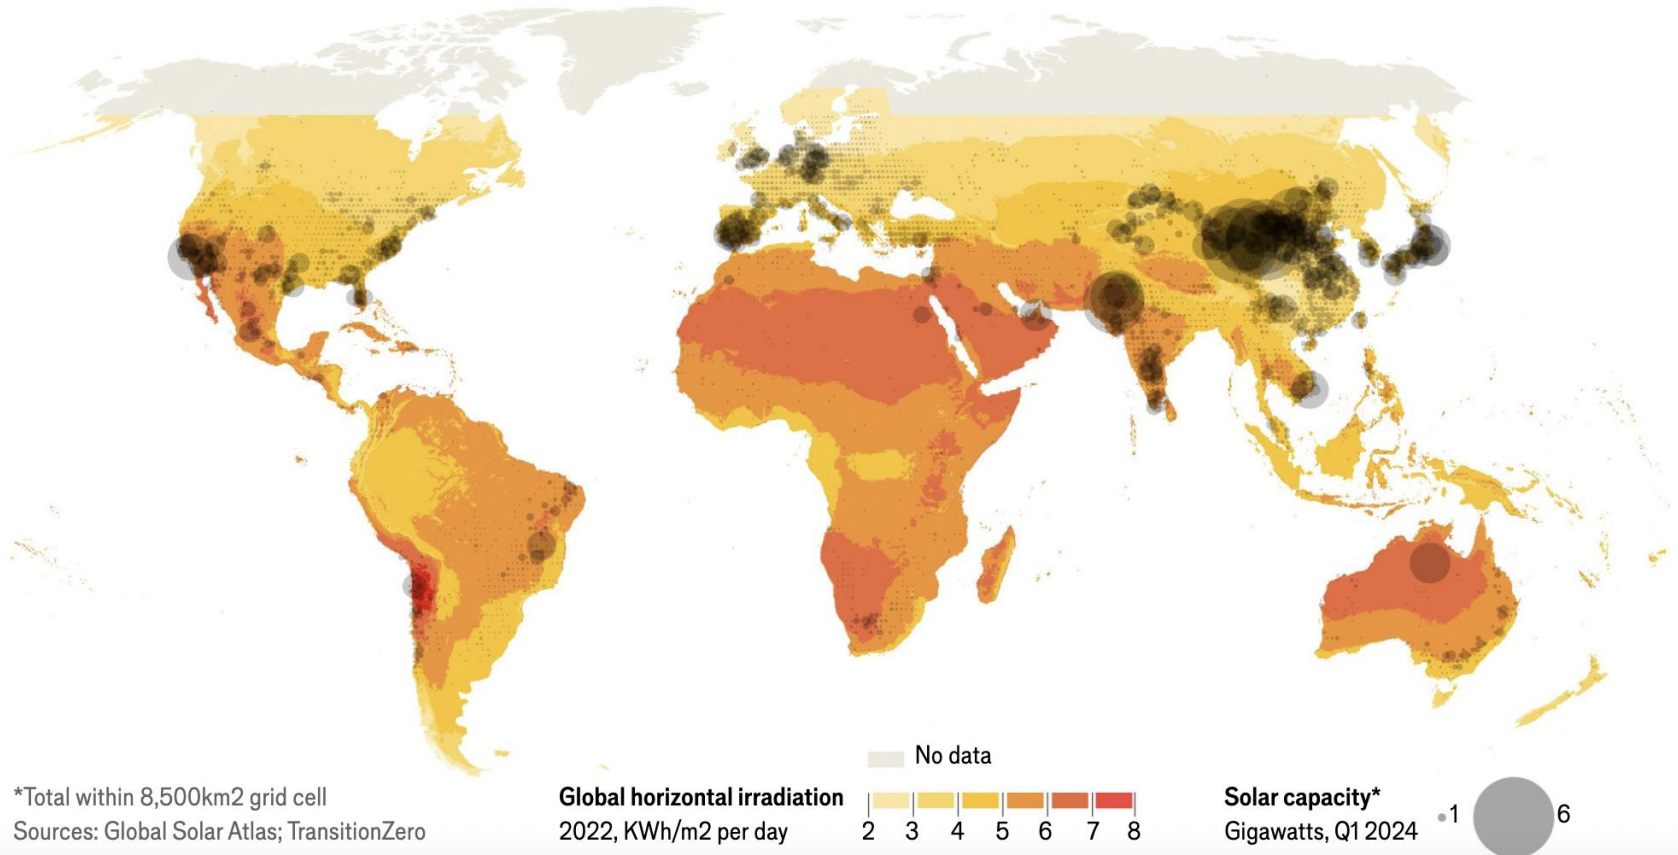 No data
*Total within 8,500km2 grid cell
Sources: Global Solar Atlas; TransitionZero
Global horizontal irradiation
2022, KWh/m2 per day
2 3 4 5 6 7 8
Solar capacity*
Gigawatts, Q1 2024
1 6